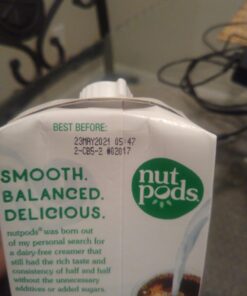 BEST BEFORE:
23MAY2021 05:47
2-CB5-2 #02017
nut
pods®
SMOOTH.
BALANCED.
DELICIOUS.
nutpods® was born out
of my personal search for
a dairy-free creamer that
still had the rich taste and
consistency of half and half
without the unnecessary
additives or added sugars.